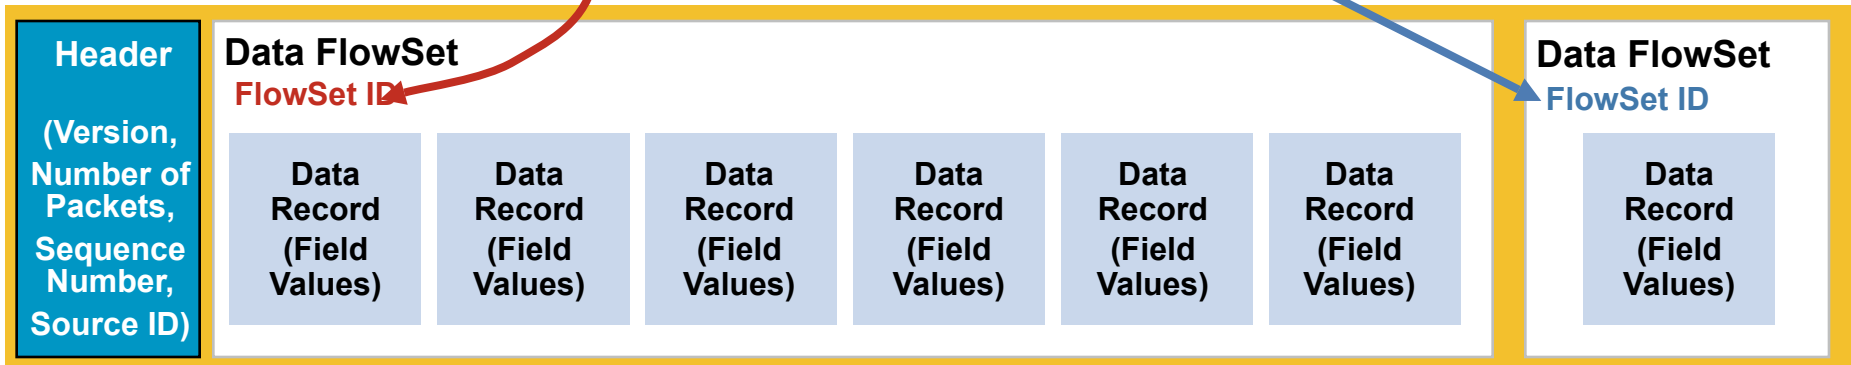 Header
(Version,
Number of
Packets,
Sequence
Number,
Source ID)
Data FlowSet
FlowSet ID
Data
Record
(Field
Values)
Data
Record
(Field
Values)
Data
Record
(Field
Values)
Data
Record
(Field
Values)
Data
Record
(Field
Values)
Data
Record
(Field
Values)
Data FlowSet
FlowSet ID
Data
Record
(Field
Values)